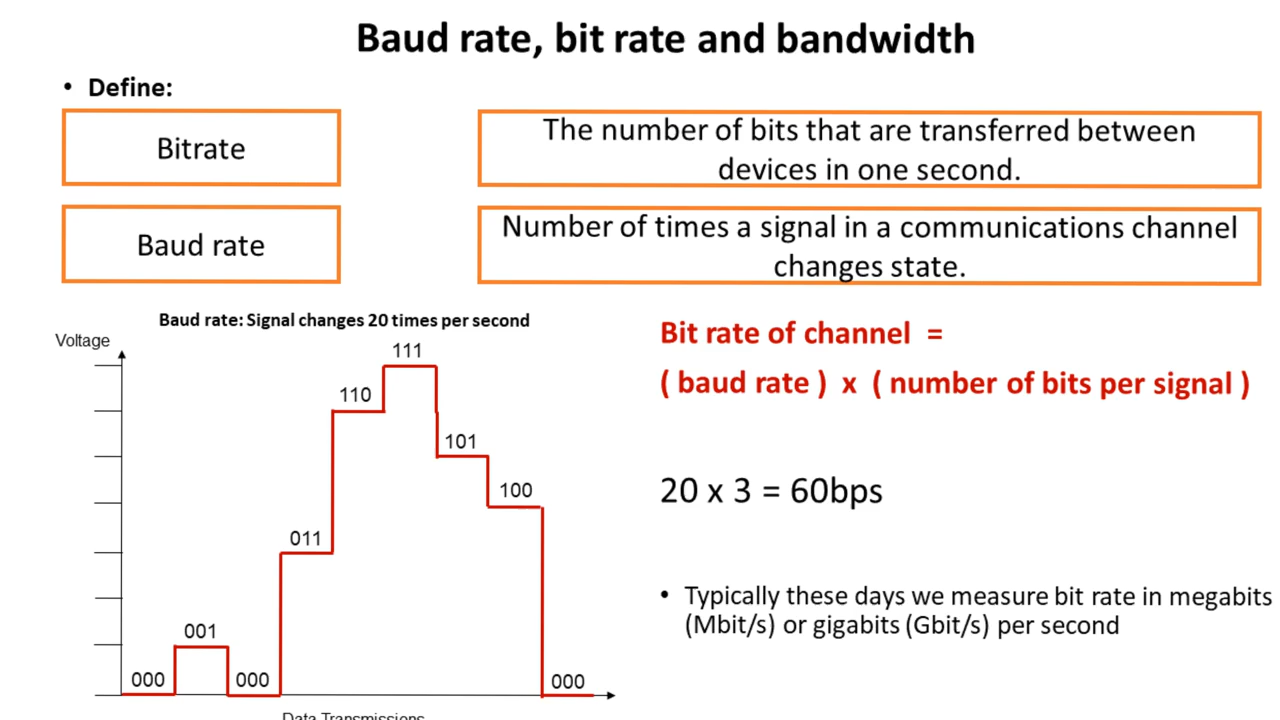 Baud rate, bit rate and bandwidth
• Define:
Bitrate
The number of bits that are transferred between
devices in one second.
Baud rate
Number of times a signal in a communications channel
changes state.
Baud rate: Signal changes 20 times per second
Voltage
000
001
000
011
110
111
101
100
000
Data Transmissions
Bit rate of channel =
( baud rate ) x ( number of bits per signal )
20 x 3 = 60bps
• Typically these days we measure bit rate in megabits
(Mbit/s) or gigabits (Gbit/s) per second